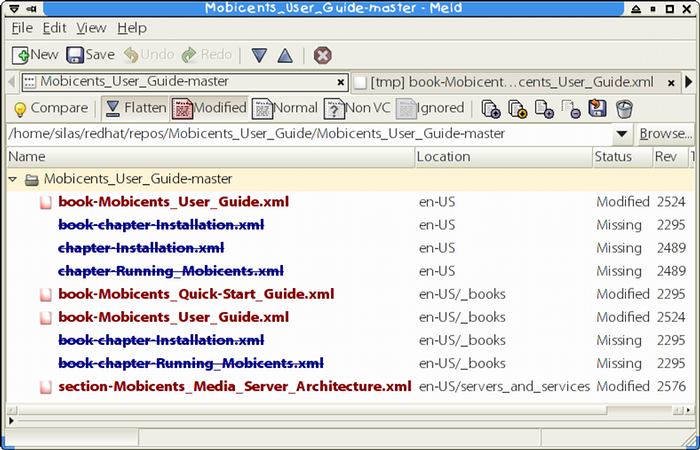 Mobicents_User_Guide-master - Meld
File Edit View Help
New Save Undo Redo
Mobicents_User_Guide-master [tmp] book-Mobicent...cents_User_Guide.xml
Compare Flatten Modified Normal Non VC Ignored
/home/silas/redhat/repos/Mobicents_User_Guide/Mobicents_User_Guide-master Browse...
Name Location Status Rev T
Mobicents_User_Guide-master
book-Mobicents_User_Guide.xml en-US Modified 2524
book-chapter-Installation.xml en-US Missing 2295
chapter-Installation.xml en-US Missing 2489
chapter-Running_Mobicents.xml en-US Missing 2489
book-Mobicents_Quick-Start_Guide.xml en-US/_books Modified 2295
book-Mobicents_User_Guide.xml en-US/_books Modified 2524
book-chapter-Installation.xml en-US/_books Missing 2295
book-chapter-Running_Mobicents.xml en-US/_books Missing 2295
section-Mobicents_Media_Server_Architecture.xml en-US/servers_and_services Modified 2576